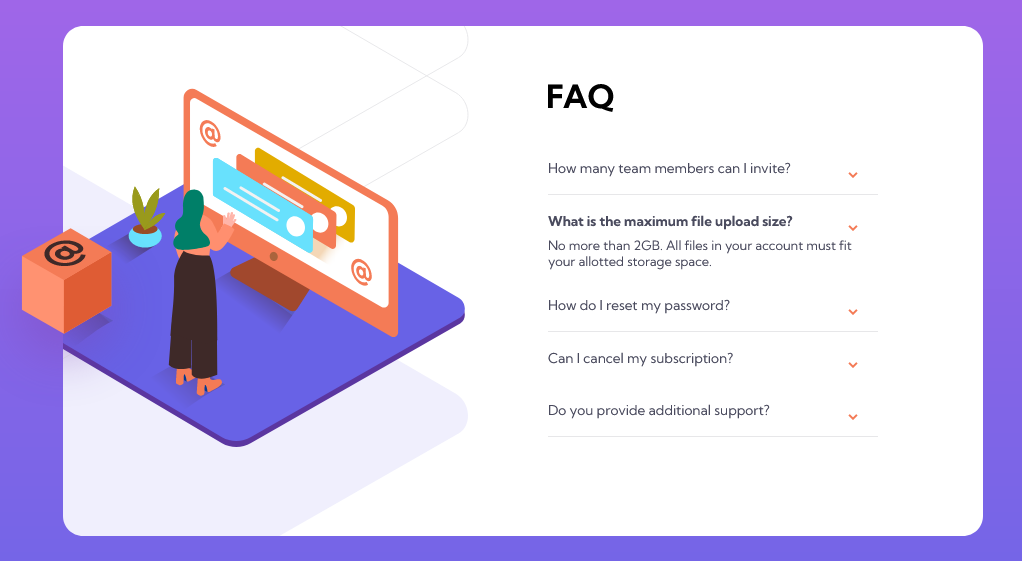 FAQ
How many team members can I invite?
What is the maximum file upload size?
No more than 2GB. All files in your account must fit
your allotted storage space.
How do I reset my password?
Can I cancel my subscription?
Do you provide additional support?
@
@
@